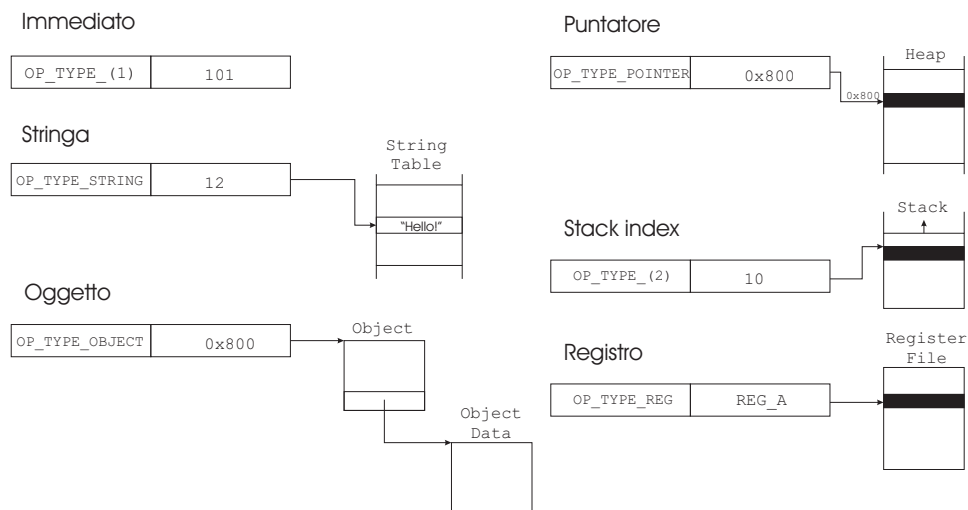 Immediato
OP_TYPE_(1) 101
Stringa
OP_TYPE_STRING 12
String
Table
"Hello!"
Oggetto
OP_TYPE_OBJECT 0x800
Object
Object
Data
Puntatore
OP_TYPE_POINTER 0x800
0x800
Heap
Stack index
OP_TYPE_(2) 10
Stack
Registro
OP_TYPE_REG REG_A
Register
File